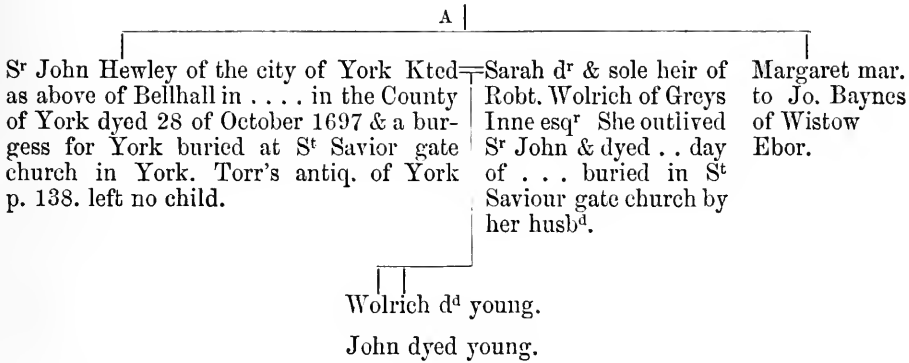 A
Sʳ John Hewley of the city of York Kted
as above of Bellhall in . . . . in the County
of York dyed 28 of October 1697 & a bur-
gess for York buried at Sᵗ Savior gate
church in York. Torr's antiq. of York
p. 138. left no child.
Sarah dʳ & sole heir of
Robt. Wolrich of Greys
Inne esqʳ She outlived
Sʳ John & dyed . . day
of . . . buried in Sᵗ
Saviour gate church by
her husbᵈ.
Margaret mar.
to Jo. Baynes
of Wistow
Ebor.
Wolrich dᵈ young.
John dyed young.